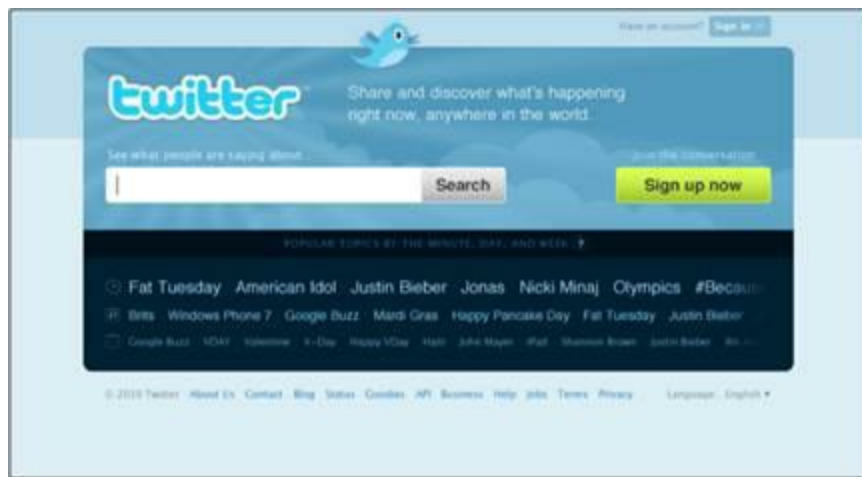 Have an account? Sign in
twitter
Share and discover what's happening
right now, anywhere in the world.
See what people are saying about...
Join the conversation
Search
Sign up now
POPULAR TOPICS BY THE MINUTE, DAY, AND WEEK ?
Fat Tuesday American Idol Justin Bieber Jonas Nicki Minaj Olympics #Becau
Brits Windows Phone 7 Google Buzz Mardi Gras Happy Pancake Day Fat Tuesday Justin Bieber
Google Buzz VDAY Valentine V-Day Happy VDay Haiti John Mayer iPad Shannon Brown Justin Bieber
© 2010 Twitter About Us Contact Blog Status Goodies API Business Help Jobs Terms Privacy Language: English